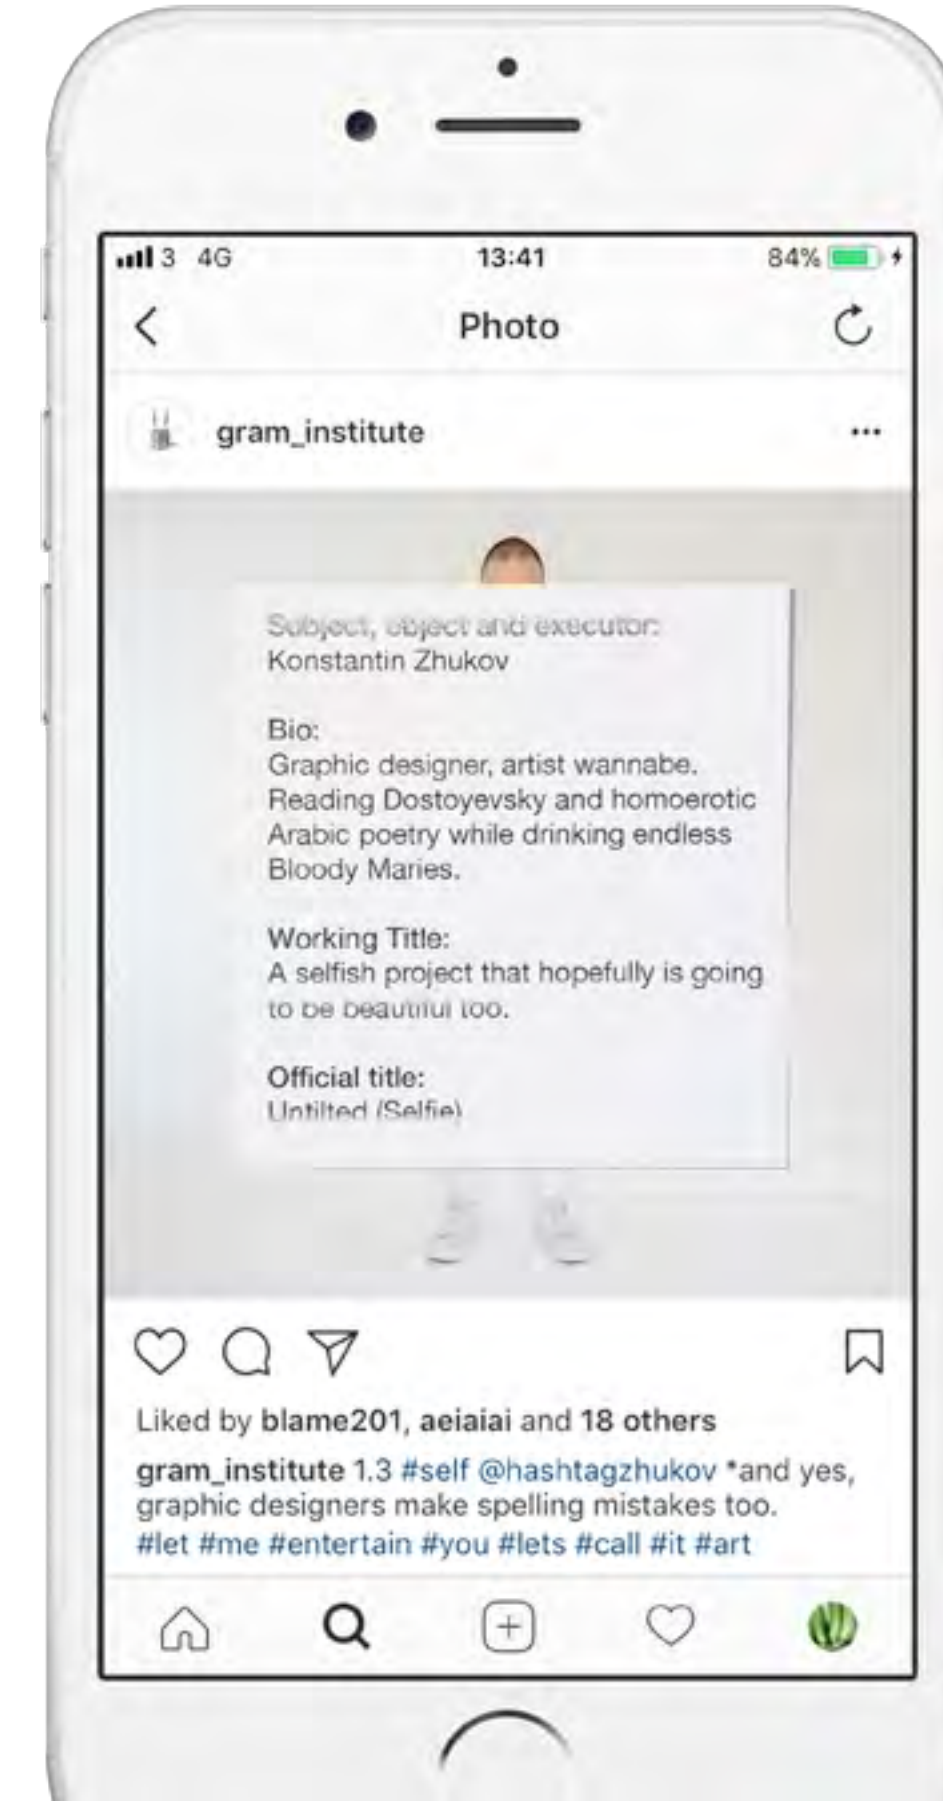 3 4G 13:41 84%
Photo
gram_institute
Subject, object and executor:
Konstantin Zhukov
Bio:
Graphic designer, artist wannabe.
Reading Dostoyevsky and homoerotic
Arabic poetry while drinking endless
Bloody Maries.
Working Title:
A selfish project that hopefully is going
to be beautiful too.
Official title:
Untilted (Selfie)
Liked by blame201, aeiaiai and 18 others
gram_institute 1.3 #self @hashtagzhukov *and yes,
graphic designers make spelling mistakes too.
#let #me #entertain #you #lets #call #it #art